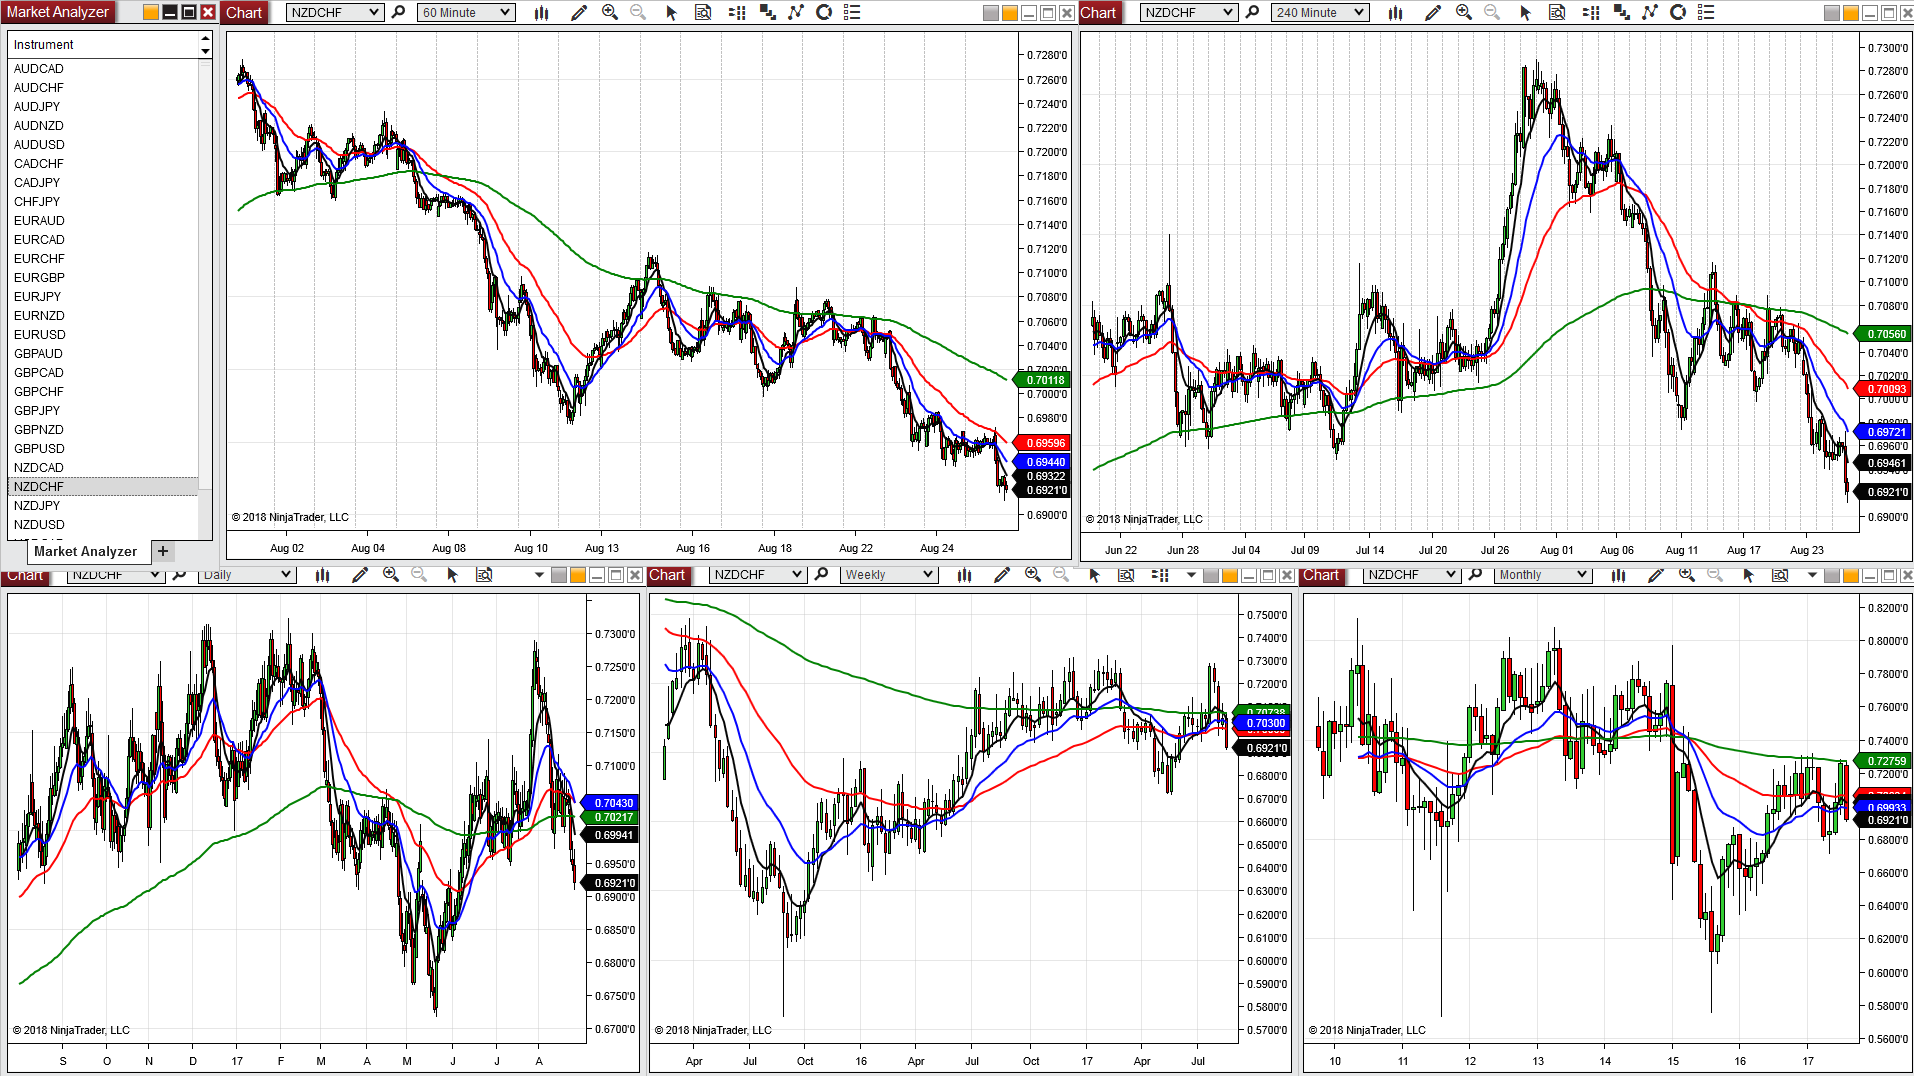 Market Analyzer
Instrument
AUDCAD
AUDCHF
AUDJPY
AUDNZD
AUDUSD
CADCHF
CADJPY
CHFJPY
EURAUD
EURCAD
EURCHF
EURGBP
EURJPY
EURNZD
EURUSD
GBPAUD
GBPCAD
GBPCHF
GBPJPY
GBPNZD
GBPUSD
NZDCAD
NZDCHF
NZDJPY
NZDUSD
Market Analyzer +
Chart NZDCHF 60 Minute
0.7280'0
0.7260'0
0.7240'0
0.7220'0
0.7200'0
0.7180'0
0.7160'0
0.7140'0
0.7120'0
0.7100'0
0.7080'0
0.7060'0
0.7040'0
0.7020'0
0.70118
0.7000'0
0.6980'0
0.69596
0.69440
0.69322
0.6921'0
0.6900'0
© 2018 NinjaTrader, LLC
Aug 02 Aug 04 Aug 08 Aug 10 Aug 13 Aug 16 Aug 18 Aug 22 Aug 24
Chart NZDCHF 240 Minute
0.7300'0
0.7280'0
0.7260'0
0.7240'0
0.7220'0
0.7200'0
0.7180'0
0.7160'0
0.7140'0
0.7120'0
0.7100'0
0.7080'0
0.70560
0.7040'0
0.7020'0
0.70093
0.7000'0
0.69721
0.6960'0
0.69461
0.6921'0
0.6900'0
© 2018 NinjaTrader, LLC
Jun 22 Jun 28 Jul 04 Jul 09 Jul 14 Jul 20 Jul 26 Aug 01 Aug 06 Aug 11 Aug 17 Aug 23
Chart NZDCHF Daily
0.7300'0
0.7250'0
0.7200'0
0.7150'0
0.7100'0
0.70430
0.70217
0.69941
0.6950'0
0.6921'0
0.6900'0
0.6850'0
0.6800'0
0.6750'0
0.6700'0
© 2018 NinjaTrader, LLC
S O N D 17 F M A M J J A
Chart NZDCHF Weekly
0.7500'0
0.7400'0
0.7300'0
0.7200'0
0.70738
0.70300
0.6921'0
0.6800'0
0.6700'0
0.6600'0
0.6500'0
0.6400'0
0.6300'0
0.6200'0
0.6100'0
0.6000'0
0.5900'0
0.5800'0
0.5700'0
© 2018 NinjaTrader, LLC
Apr Jul Oct 16 Apr Jul Oct 17 Apr Jul
Chart NZDCHF Monthly
0.8200'0
0.8000'0
0.7800'0
0.7600'0
0.7400'0
0.72759
0.7200'0
0.69933
0.6921'0
0.6800'0
0.6600'0
0.6400'0
0.6200'0
0.6000'0
0.5800'0
0.5600'0
© 2018 NinjaTrader, LLC
10 11 12 13 14 15 16 17